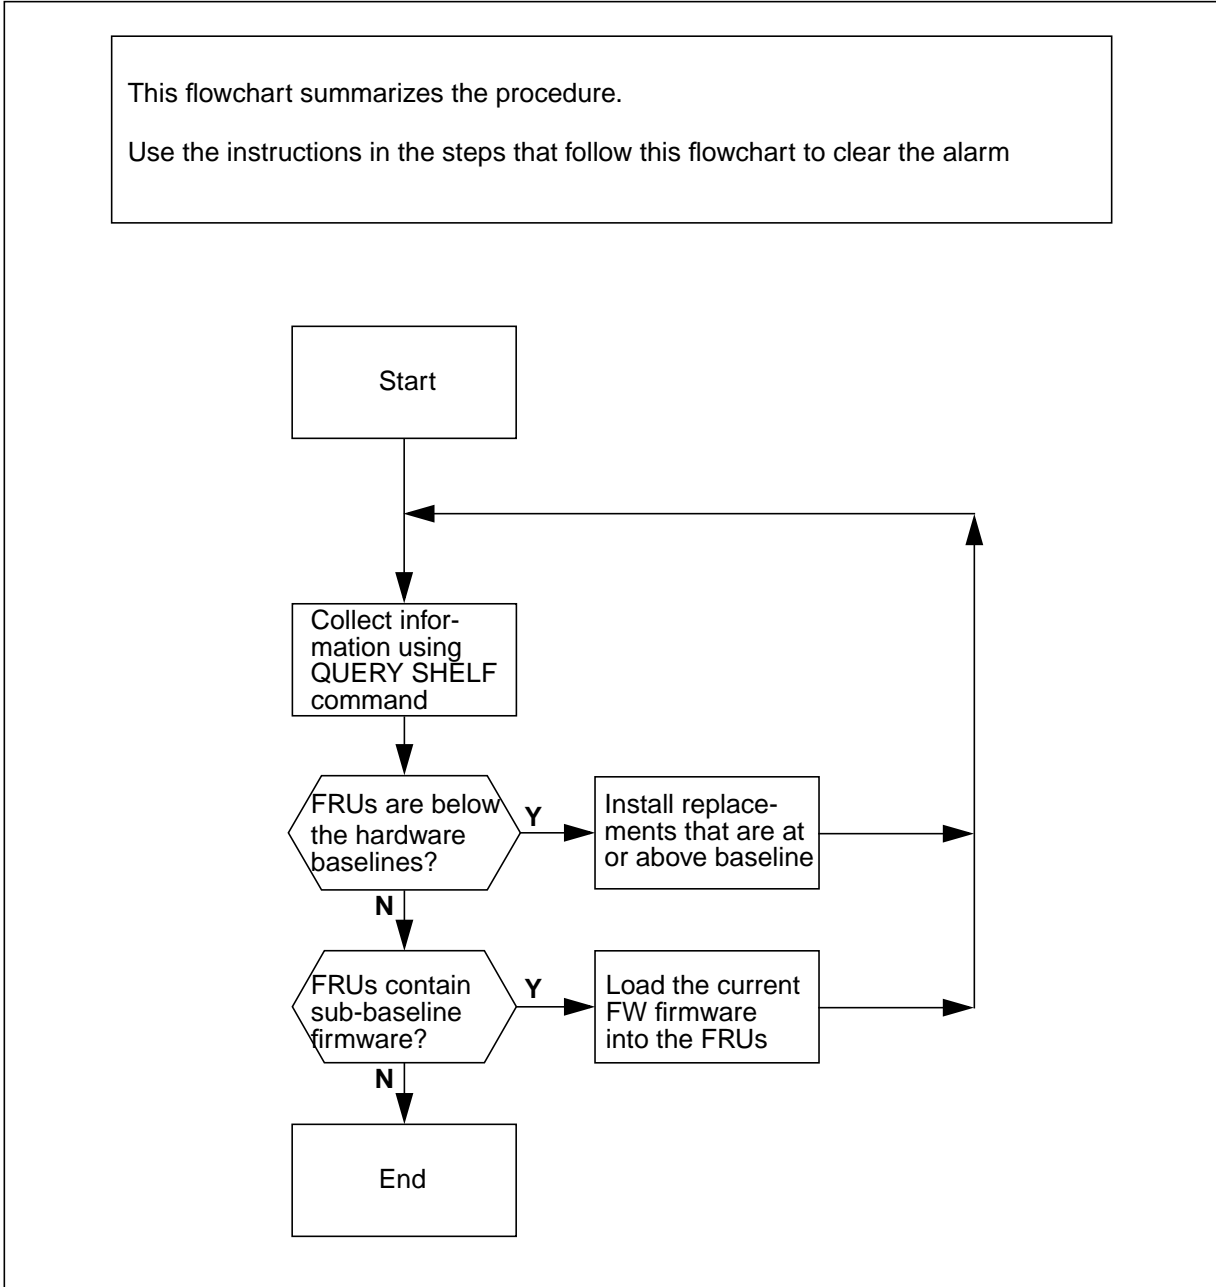 This flowchart summarizes the procedure.
Use the instructions in the steps that follow this flowchart to clear the alarm
Start
Collect infor-
mation using
QUERY SHELF
command
FRUs are below
the hardware
baselines?
Y
Install replace-
ments that are at
or above baseline
N
FRUs contain
sub-baseline
firmware?
Y
Load the current
FW firmware
into the FRUs
N
End